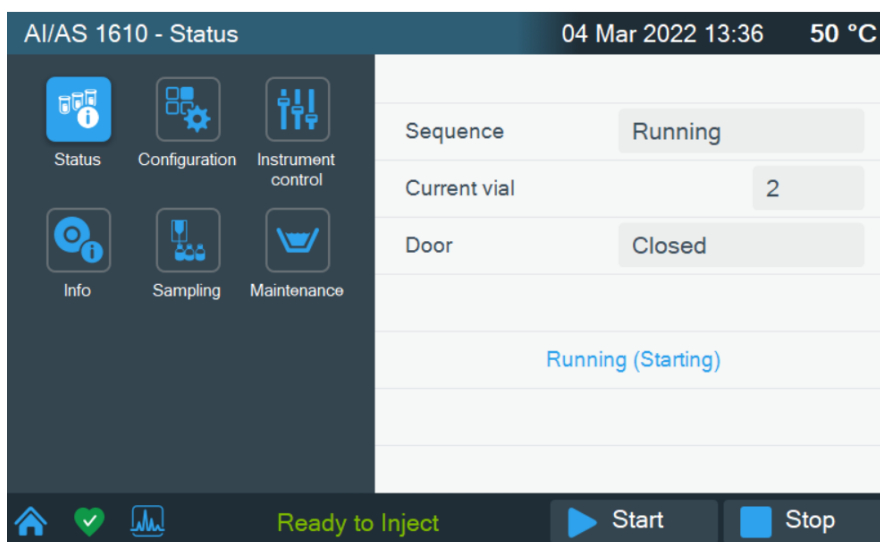 AI/AS 1610 - Status
04 Mar 2022 13:36
50 °C
Status
Configuration
Instrument
control
Info
Sampling
Maintenance
Sequence
Running
Current vial
2
Door
Closed
Running (Starting)
Ready to Inject
Start
Stop